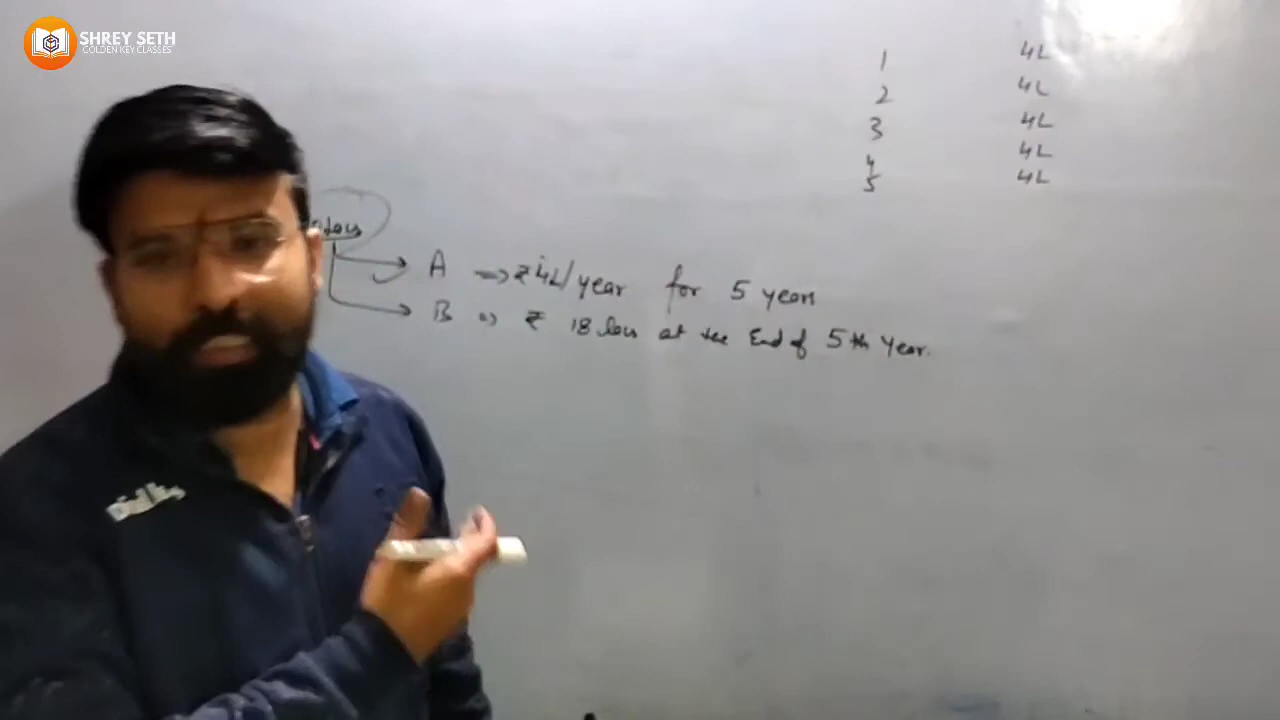 SHREY SETH
GOLDEN KEY CLASSES
1 4L
2 4L
3 4L
4 4L
5 4L
A => ₹ 4L/year for 5 years
B => ₹ 18 lacs at the End of 5th Year.